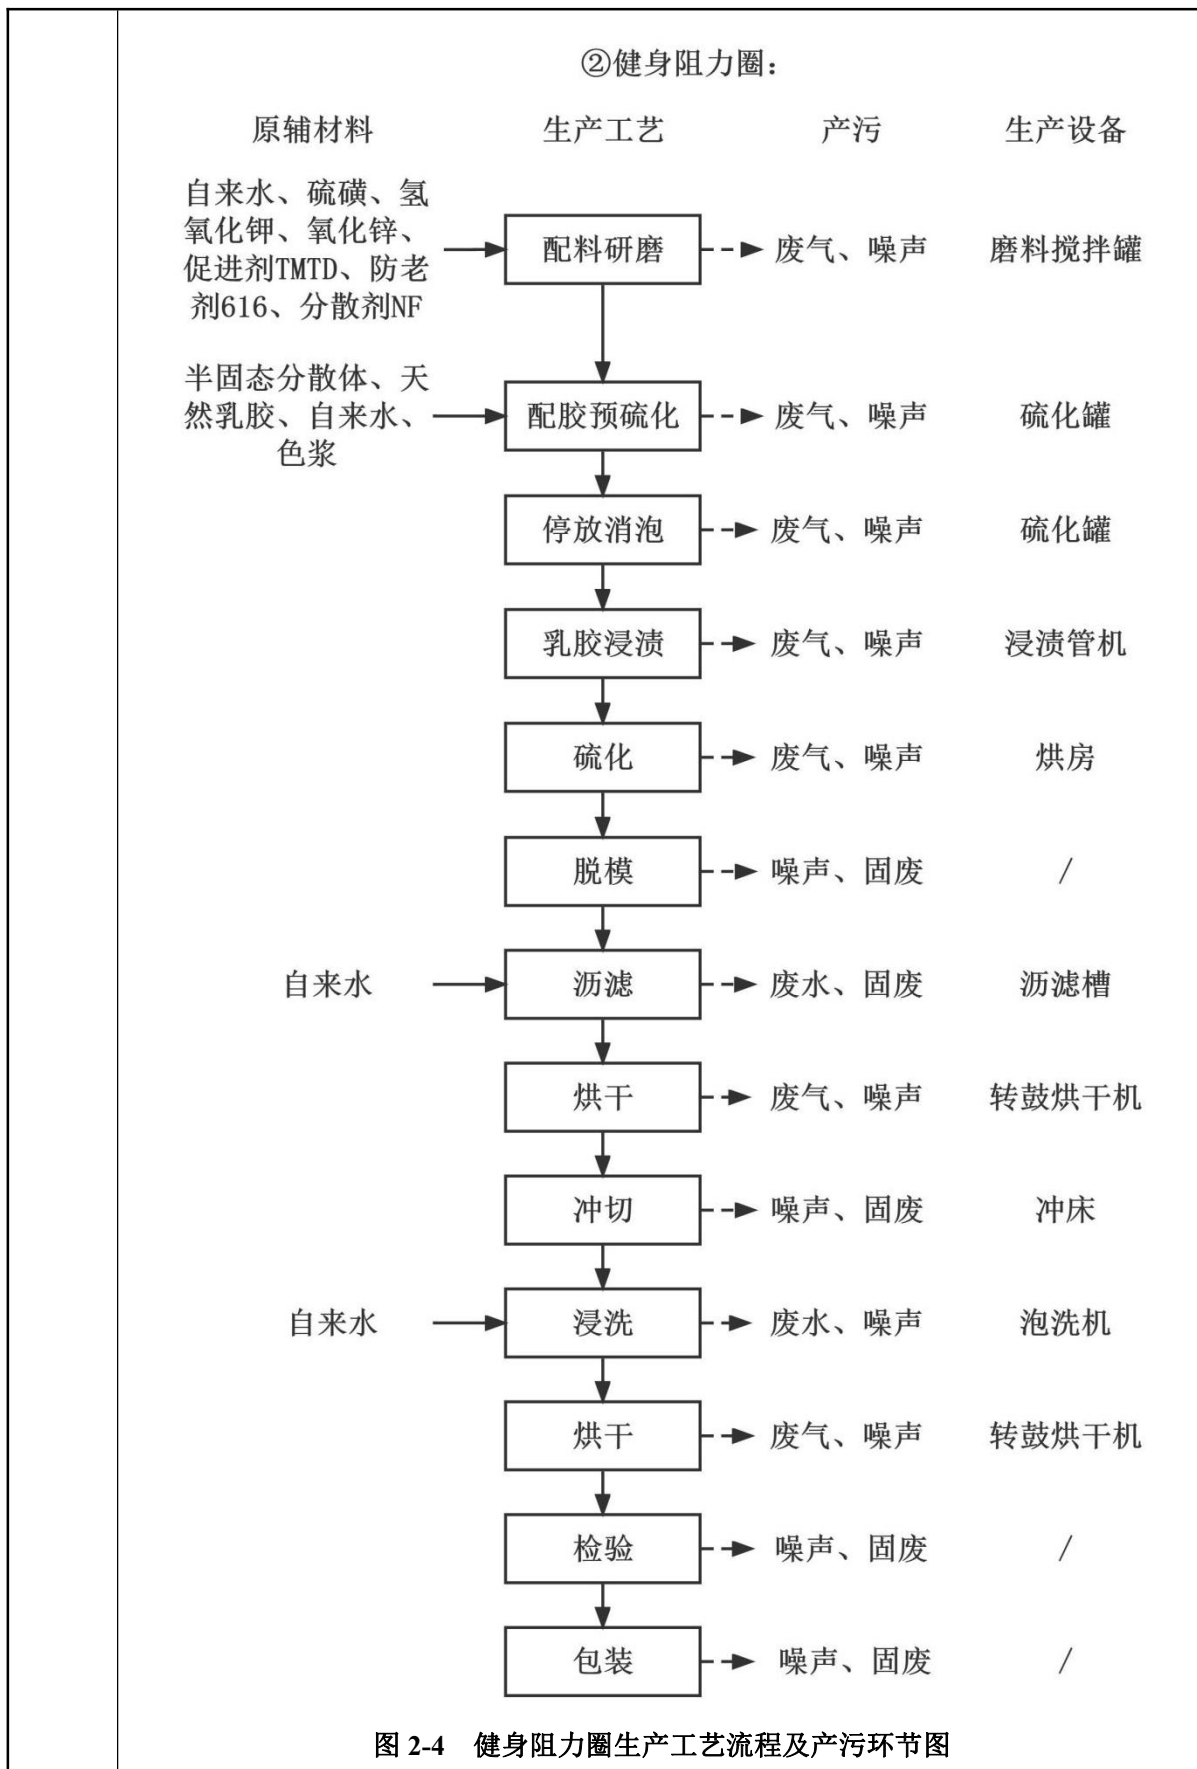 ②健身阻力圈：
原辅材料 生产工艺 产污 生产设备
自来水、硫磺、氢
氧化钾、氧化锌、
促进剂TMTD、防老
剂616、分散剂NF
配料研磨 废气、噪声 磨料搅拌罐
半固态分散体、天
然乳胶、自来水、
色浆
配胶预硫化 废气、噪声 硫化罐
停放消泡 废气、噪声 硫化罐
乳胶浸渍 废气、噪声 浸渍管机
硫化 废气、噪声 烘房
脱模 噪声、固废 /
自来水 沥滤 废水、固废 沥滤槽
烘干 废气、噪声 转鼓烘干机
冲切 噪声、固废 冲床
自来水 浸洗 废水、噪声 泡洗机
烘干 废气、噪声 转鼓烘干机
检验 噪声、固废 /
包装 噪声、固废 /
图 2-4 健身阻力圈生产工艺流程及产污环节图